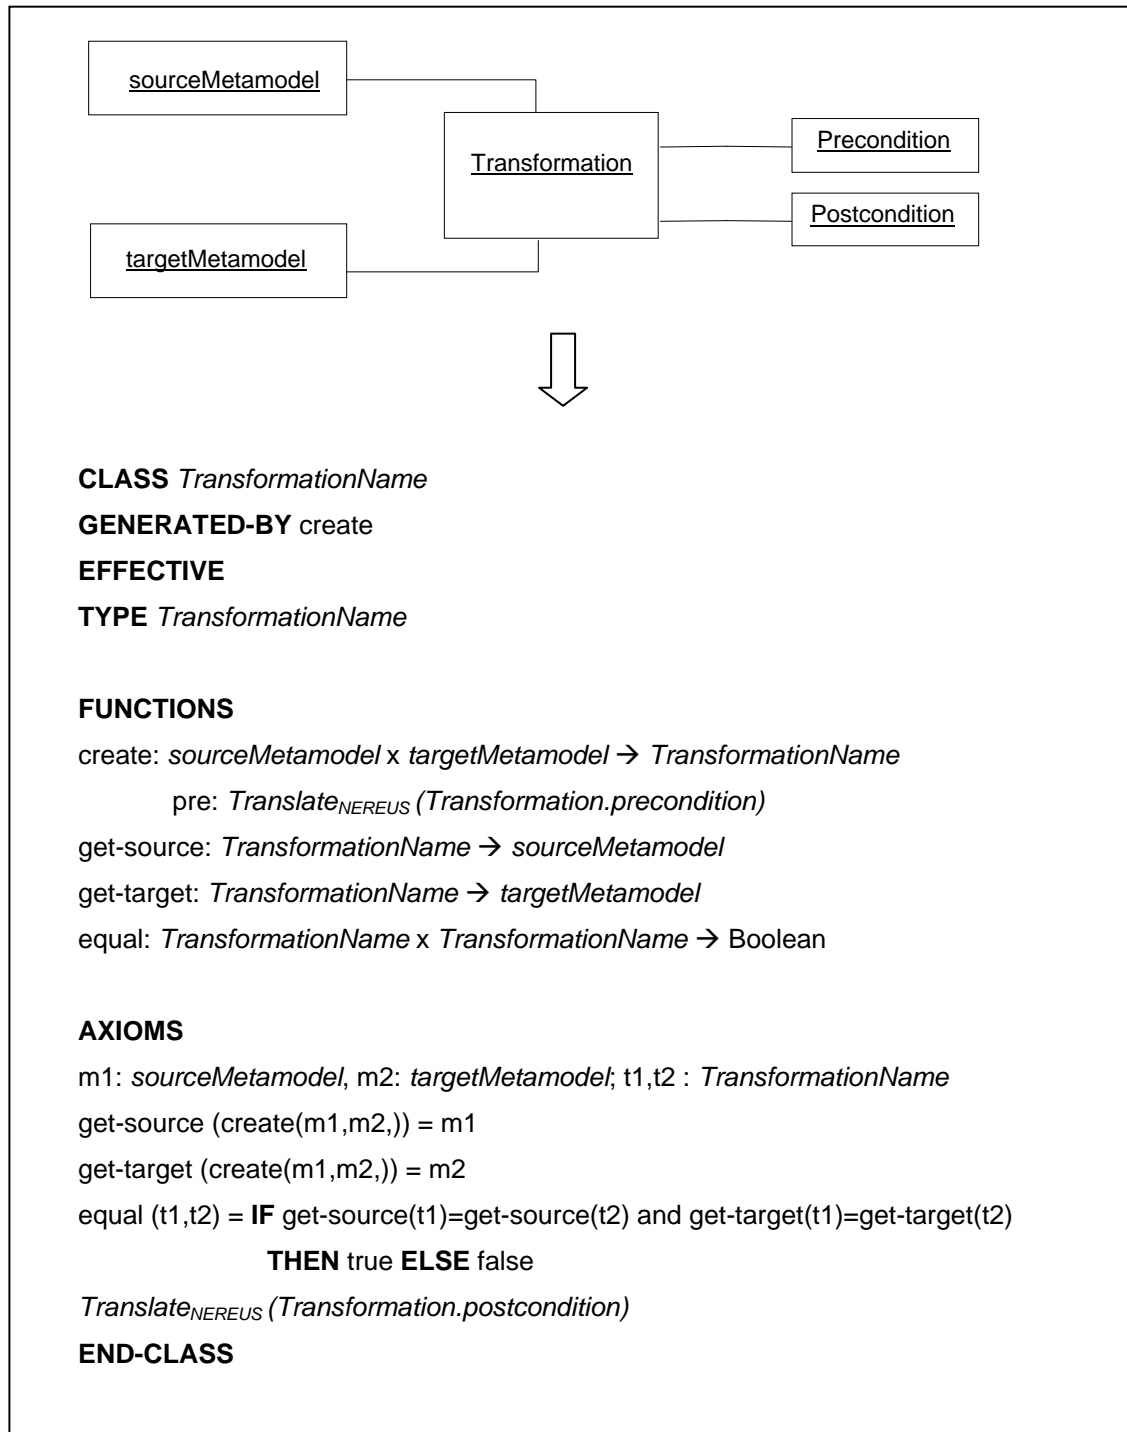 sourceMetamodel
Transformation
Precondition
Postcondition
targetMetamodel
CLASS TransformationName
GENERATED-BY create
EFFECTIVE
TYPE TransformationName
FUNCTIONS
create: sourceMetamodel x targetMetamodel → TransformationName
pre: TranslateNEREUS (Transformation.precondition)
get-source: TransformationName → sourceMetamodel
get-target: TransformationName → targetMetamodel
equal: TransformationName x TransformationName → Boolean
AXIOMS
m1: sourceMetamodel, m2: targetMetamodel; t1,t2 : TransformationName
get-source (create(m1,m2,)) = m1
get-target (create(m1,m2,)) = m2
equal (t1,t2) = IF get-source(t1)=get-source(t2) and get-target(t1)=get-target(t2)
THEN true ELSE false
TranslateNEREUS (Transformation.postcondition)
END-CLASS